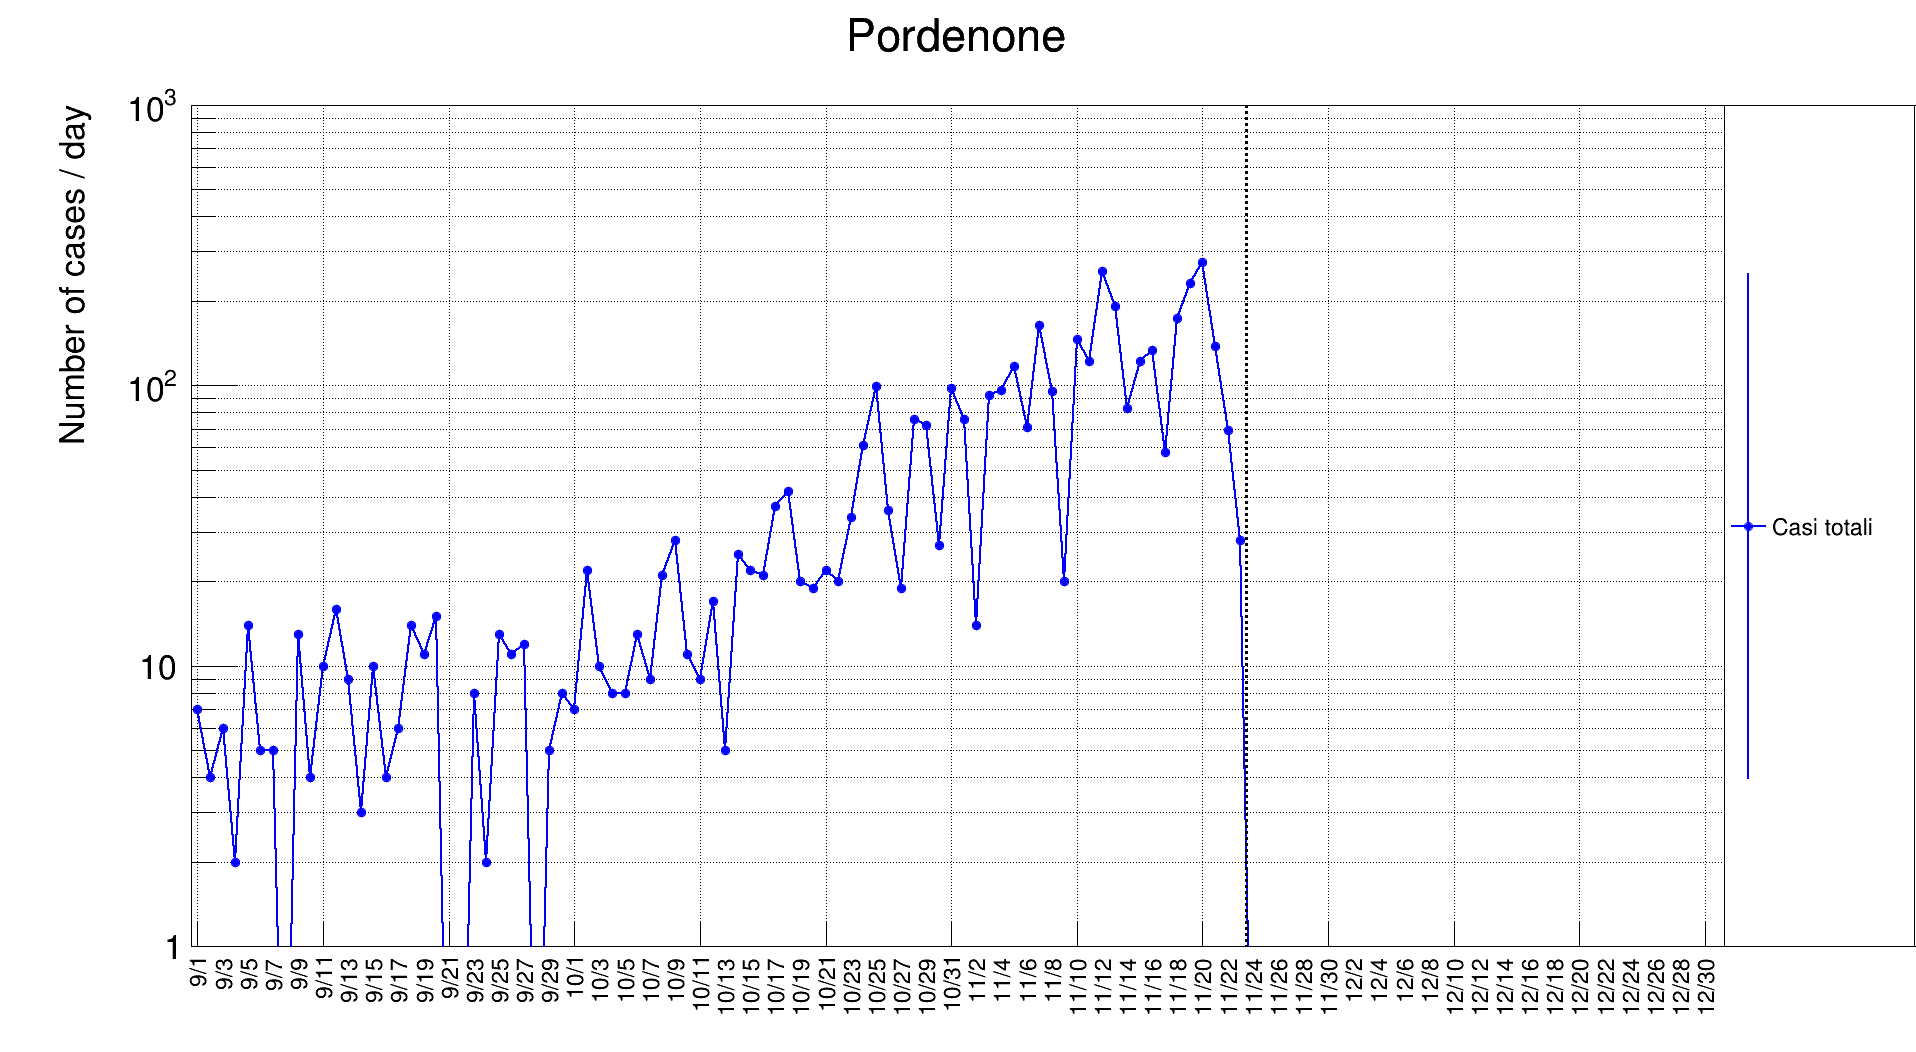 Pordenone
Number of cases / day
10³
10²
10
1
9/1 9/3 9/5 9/7 9/9 9/11 9/13 9/15 9/17 9/19 9/21 9/23 9/25 9/27 9/29 10/1 10/3 10/5 10/7 10/9 10/11 10/13 10/15 10/17 10/19 10/21 10/23 10/25 10/27 10/29 10/31 11/2 11/4 11/6 11/8 11/10 11/12 11/14 11/16 11/18 11/20 11/22 11/24 11/26 11/28 11/30 12/2 12/4 12/6 12/8 12/10 12/12 12/14 12/16 12/18 12/20 12/22 12/24 12/26 12/28 12/30
Casi totali